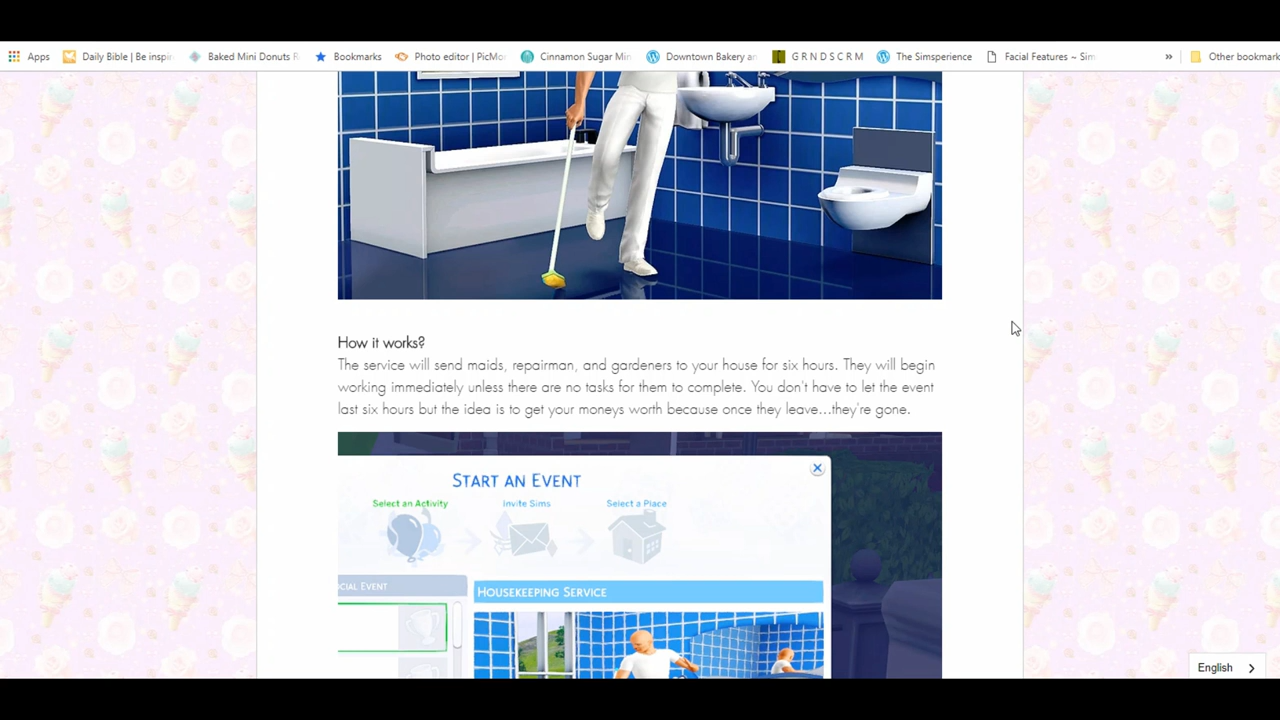 Apps
Daily Bible | Be inspi
Baked Mini Donuts R
Bookmarks
Photo editor | PicMo
Cinnamon Sugar Min
Downtown Bakery an
G R N D S C R M
The Simsperience
Facial Features ~ Sim
»
Other bookmark
How it works?
The service will send maids, repairman, and gardeners to your house for six hours. They will begin
working immediately unless there are no tasks for them to complete. You don't have to let the event
last six hours but the idea is to get your moneys worth because once they leave...they're gone.
START AN EVENT
Select an Activity
Invite Sims
Select a Place
CIAL EVENT
HOUSEKEEPING SERVICE
English